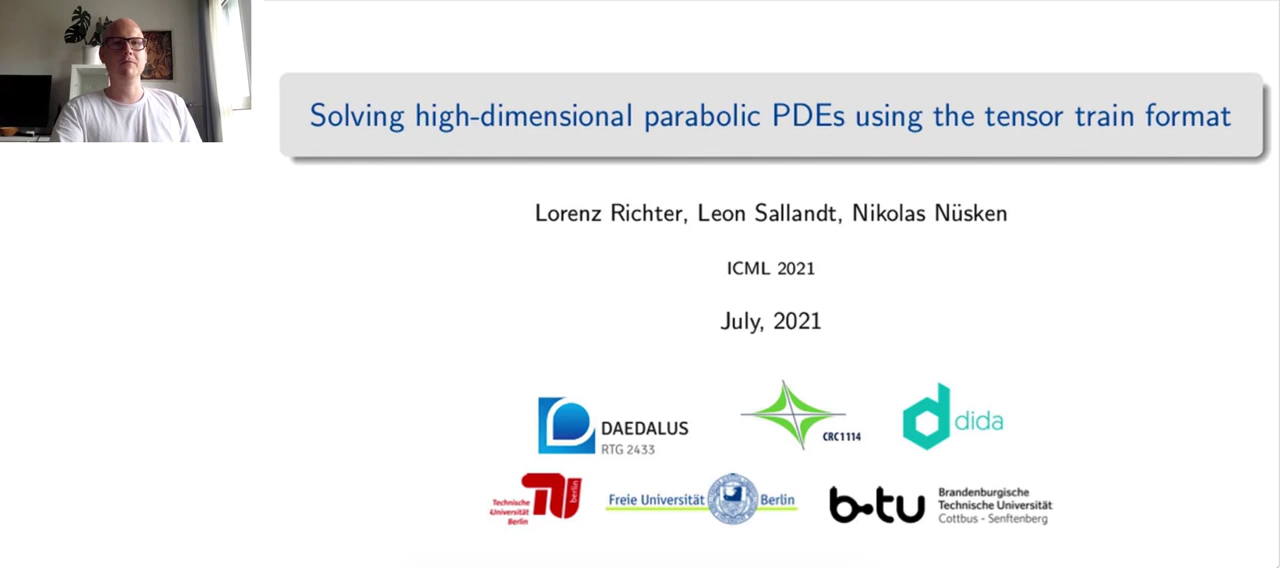 Solving high-dimensional parabolic PDEs using the tensor train format
Lorenz Richter, Leon Sallandt, Nikolas Nüsken
ICML 2021
July, 2021
DAEDALUS
RTG 2433
CRC1114
dida
Technische
Universität
Berlin
berlin
Freie Universität Berlin
b-tu
Brandenburgische
Technische Universität
Cottbus - Senftenberg